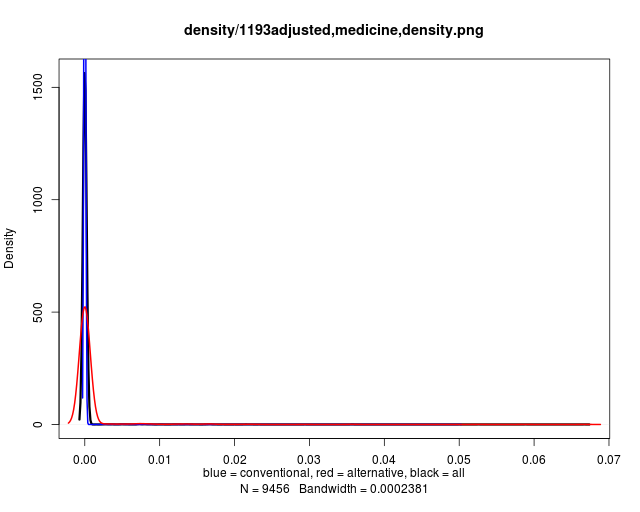 density/1193adjusted,medicine,density.png
Density
1500
1000
500
0
0.00 0.01 0.02 0.03 0.04 0.05 0.06 0.07
blue = conventional, red = alternative, black = all
N = 9456 Bandwidth = 0.0002381